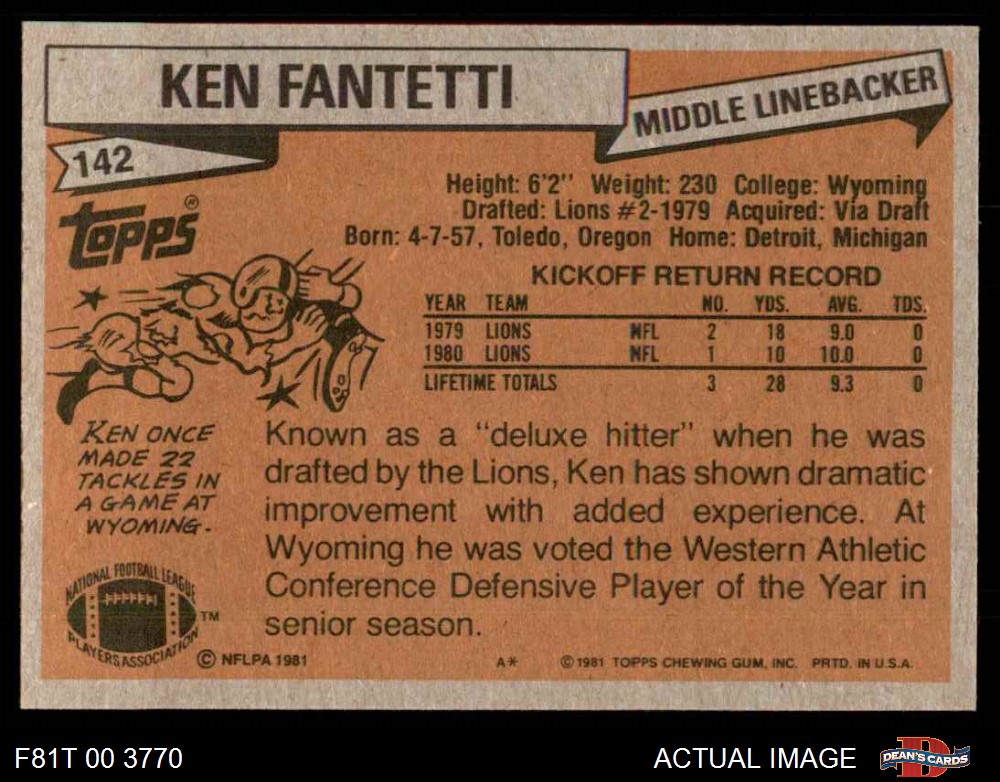 KEN FANTETTI
MIDDLE LINEBACKER
142
Topps®
Height: 6'2" Weight: 230 College: Wyoming
Drafted: Lions #2-1979 Acquired: Via Draft
Born: 4-7-57, Toledo, Oregon Home: Detroit, Michigan
KICKOFF RETURN RECORD
YEAR TEAM NO. YDS. AVG. TDS.
1979 LIONS NFL 2 18 9.0 0
1980 LIONS NFL 1 10 10.0 0
LIFETIME TOTALS 3 28 9.3 0
KEN ONCE
MADE 22
TACKLES IN
A GAME AT
WYOMING.
Known as a "deluxe hitter" when he was
drafted by the Lions, Ken has shown dramatic
improvement with added experience. At
Wyoming he was voted the Western Athletic
Conference Defensive Player of the Year in
senior season.
NATIONAL FOOTBALL LEAGUE
PLAYERS ASSOCIATION
TM
© NFLPA 1981
A*
© 1981 TOPPS CHEWING GUM, INC. PRTD. IN U.S.A.
F81T 00 3770
ACTUAL IMAGE
DEAN'S CARDS